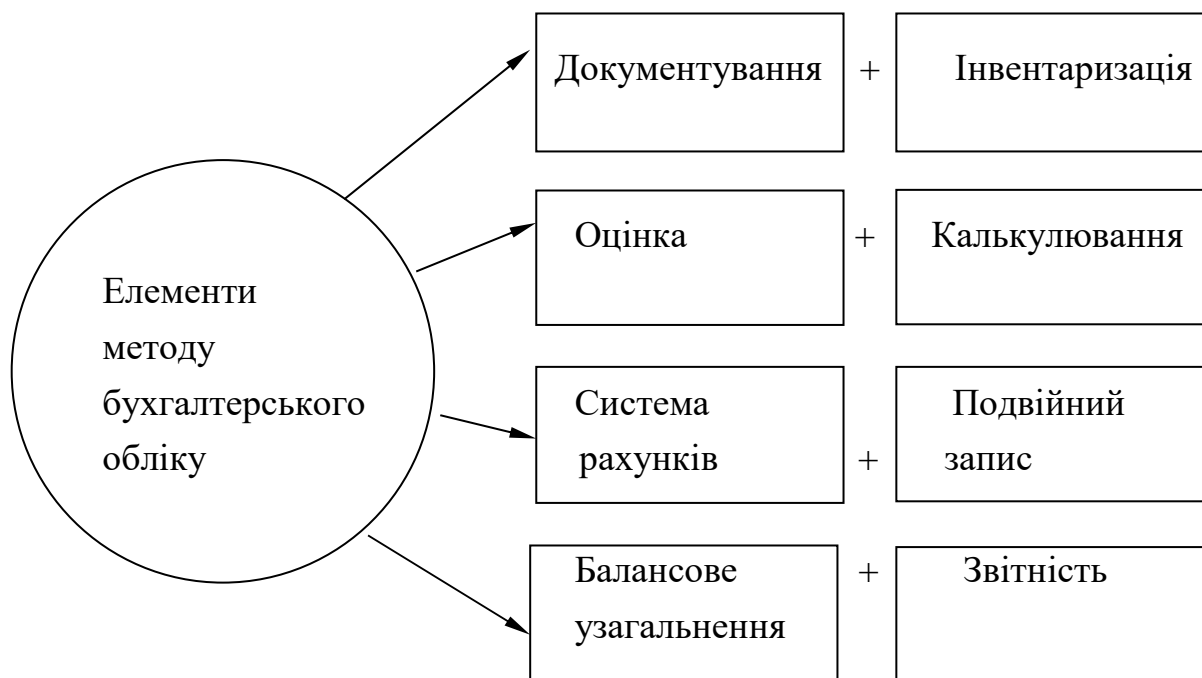 Документування + Інвентаризація
Оцінка + Калькулювання
Елементи
методу
бухгалтерського
обліку
Система
рахунків + Подвійний
запис
Балансове
узагальнення + Звітність